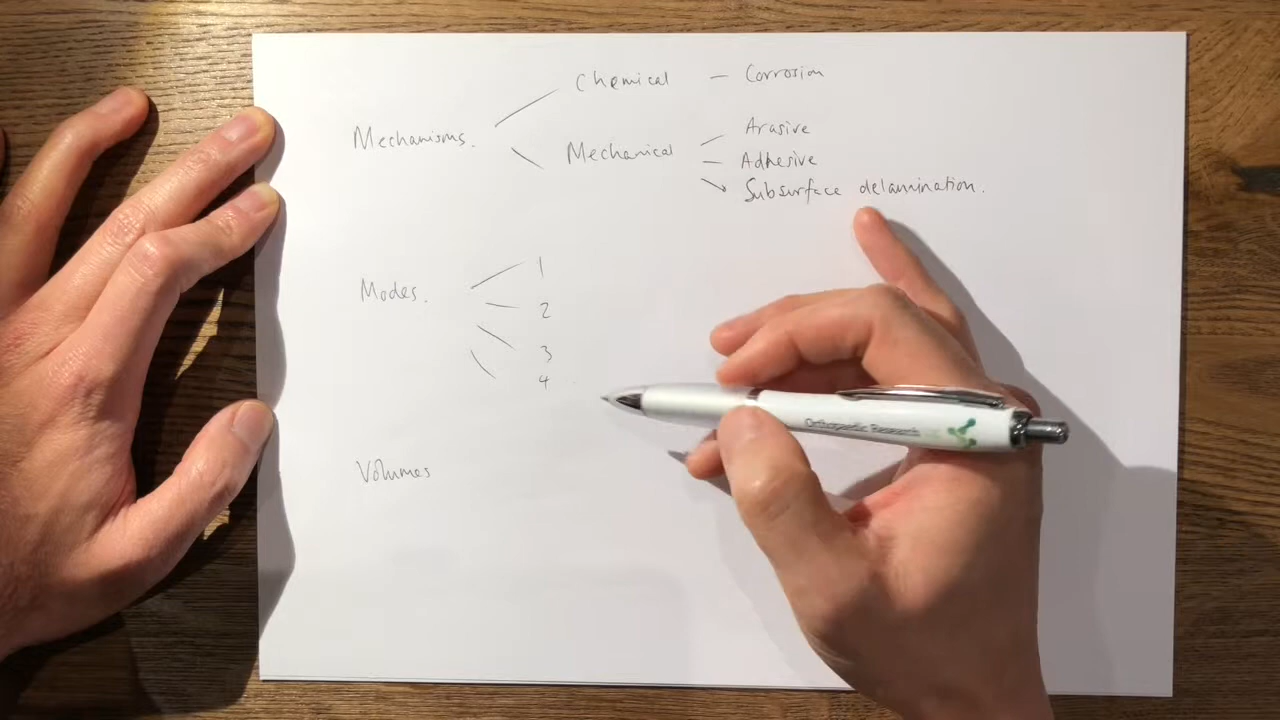 Chemical – Corrosion
Mechanisms.
Mechanical
Arasive
Adhesive
Subsurface delamination.
Modes.
1
2
3
4
Volumes
Orthopaedic Research